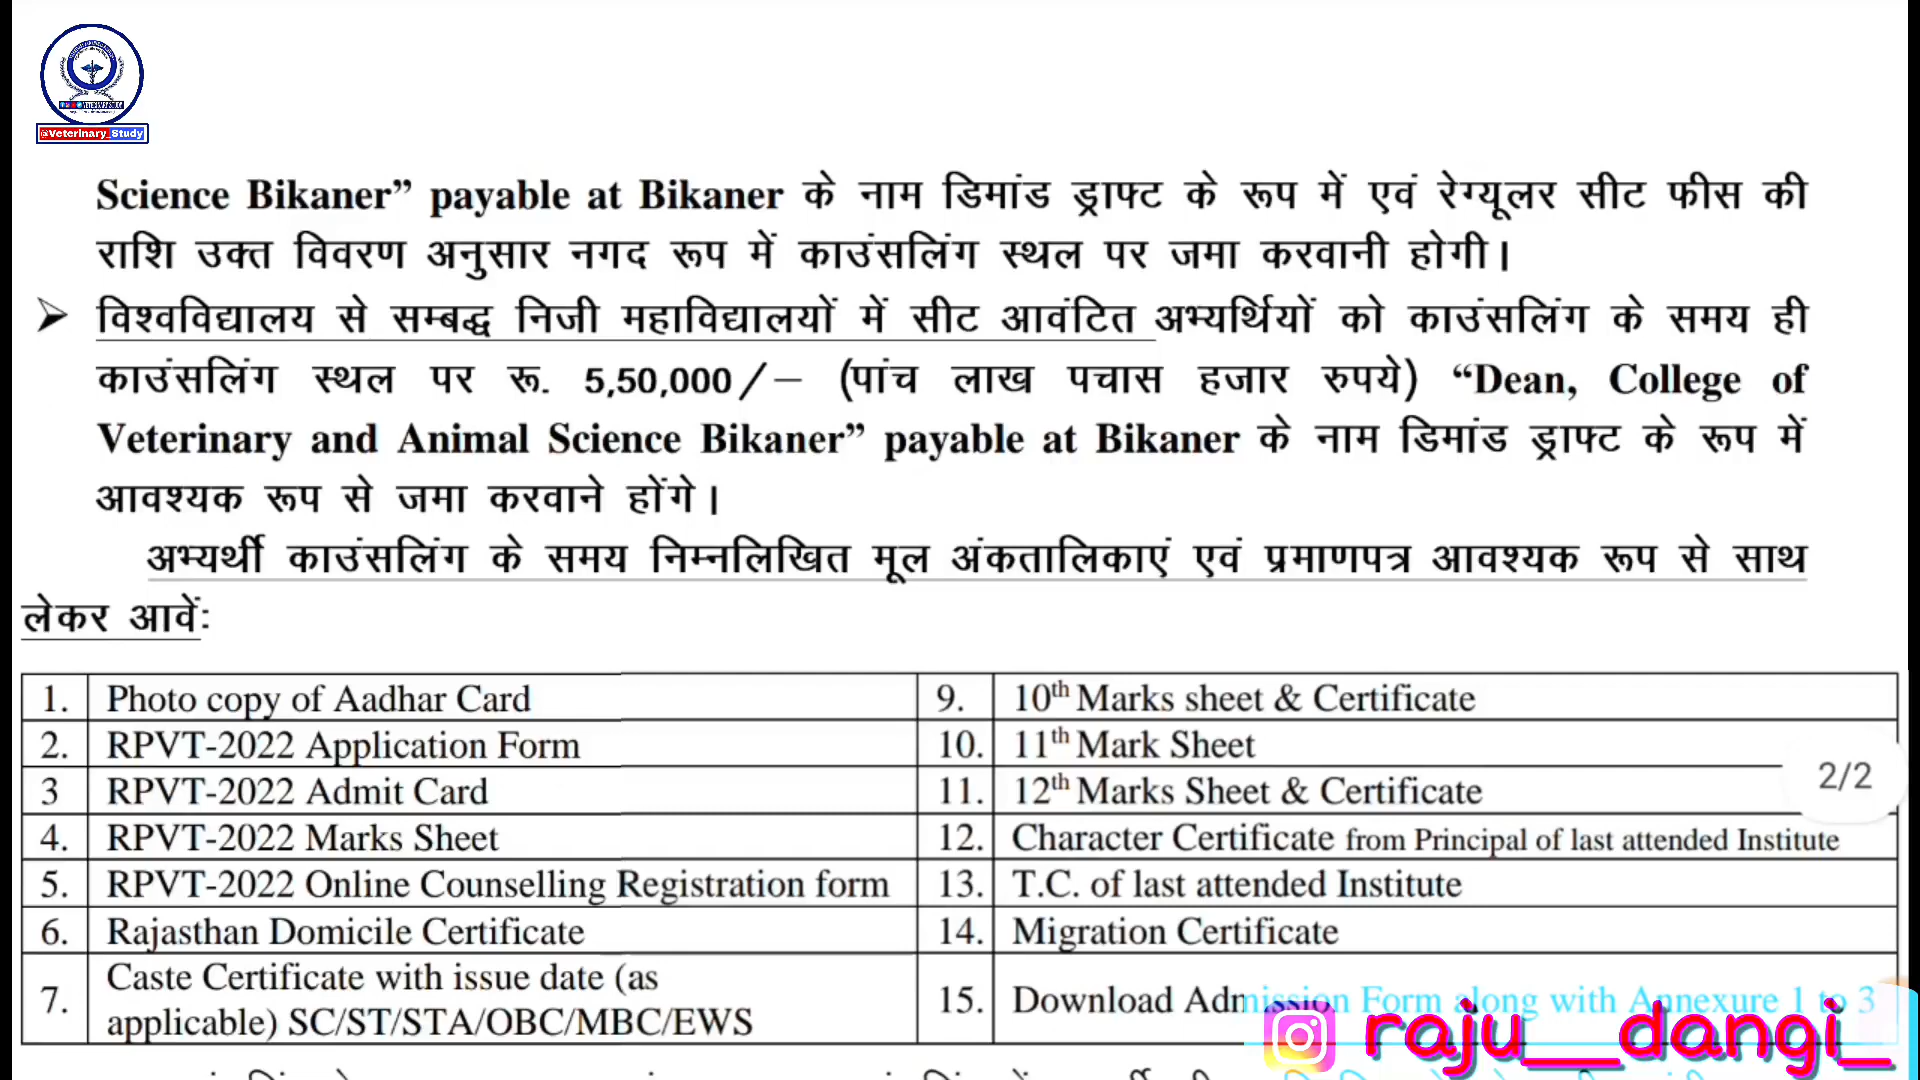 @Veterinary_Study
Science Bikaner” payable at Bikaner के नाम डिमांड ड्राफ्ट के रूप में एवं रेग्यूलर सीट फीस की
राशि उक्त विवरण अनुसार नगद रूप में काउंसलिंग स्थल पर जमा करवानी होगी।
➢ विश्वविद्यालय से सम्बद्ध निजी महाविद्यालयों में सीट आवंटित अभ्यर्थियों को काउंसलिंग के समय ही
काउंसलिंग स्थल पर रू. 5,50,000/– (पांच लाख पचास हजार रुपये) “Dean, College of
Veterinary and Animal Science Bikaner” payable at Bikaner के नाम डिमांड ड्राफ्ट के रूप में
आवश्यक रूप से जमा करवाने होंगे।
अभ्यर्थी काउंसलिंग के समय निम्नलिखित मूल अंकतालिकाएं एवं प्रमाणपत्र आवश्यक रूप से साथ
लेकर आवें:
1. Photo copy of Aadhar Card 9. 10th Marks sheet & Certificate
2. RPVT-2022 Application Form 10. 11th Mark Sheet
3 RPVT-2022 Admit Card 11. 12th Marks Sheet & Certificate
2/2
4. RPVT-2022 Marks Sheet 12. Character Certificate from Principal of last attended Institute
5. RPVT-2022 Online Counselling Registration form 13. T.C. of last attended Institute
6. Rajasthan Domicile Certificate 14. Migration Certificate
7. Caste Certificate with issue date (as
applicable) SC/ST/STA/OBC/MBC/EWS 15. Download Admission Form along with Annexure 1 to 3
raju__dangi_